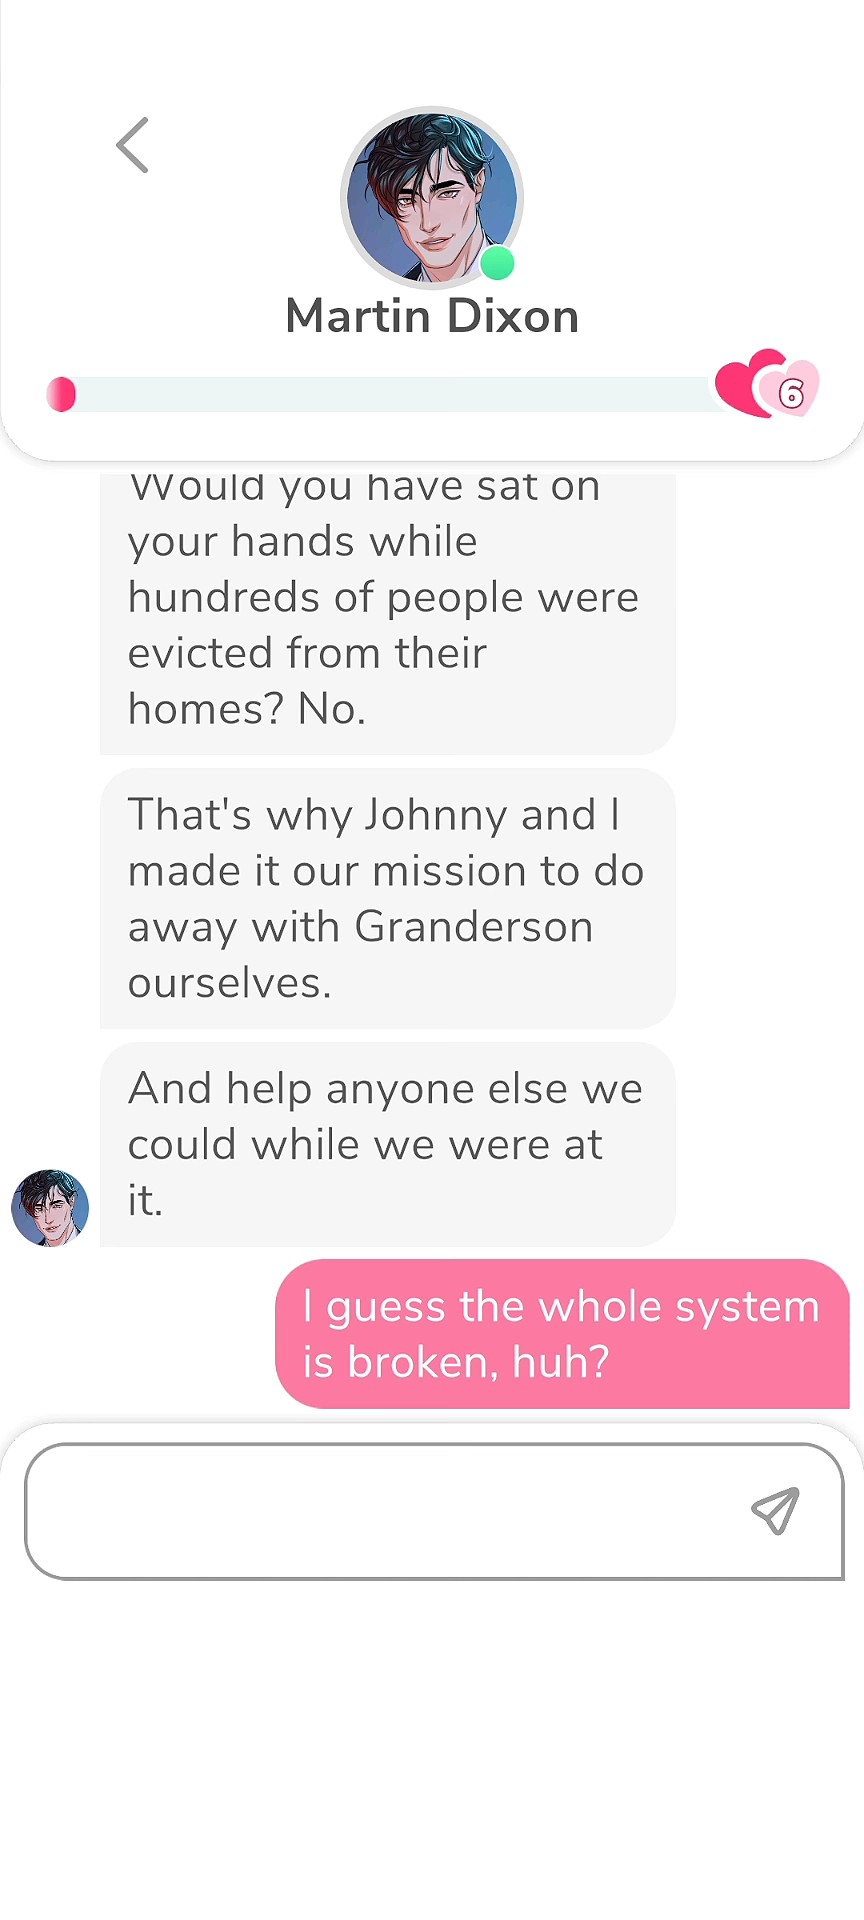 Martin Dixon
6
Would you have sat on
your hands while
hundreds of people were
evicted from their
homes? No.
That's why Johnny and I
made it our mission to do
away with Granderson
ourselves.
And help anyone else we
could while we were at
it.
I guess the whole system
is broken, huh?